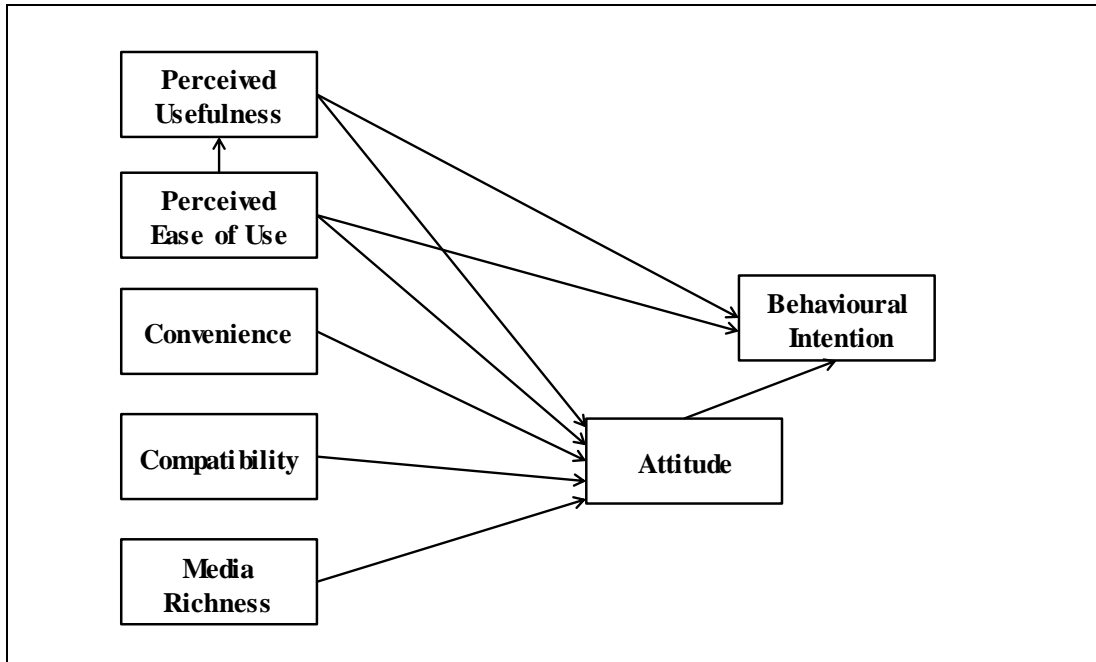 Perceived
Usefulness
Perceived
Ease of Use
Convenience
Behavioural
Intention
Compatibility
Attitude
Media
Richness